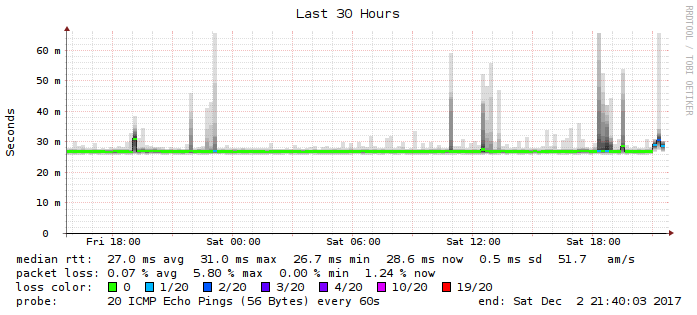 Last 30 Hours
RRDTOOL / TOBI OETIKER
Seconds
60 m
50 m
40 m
30 m
20 m
10 m
0
Fri 18:00 Sat 00:00 Sat 06:00 Sat 12:00 Sat 18:00
median rtt: 27.0 ms avg 31.0 ms max 26.7 ms min 28.6 ms now 0.5 ms sd 51.7 am/s
packet loss: 0.07 % avg 5.80 % max 0.00 % min 1.24 % now
loss color: 0 1/20 2/20 3/20 4/20 10/20 19/20
probe: 20 ICMP Echo Pings (56 Bytes) every 60s end: Sat Dec 2 21:40:03 2017